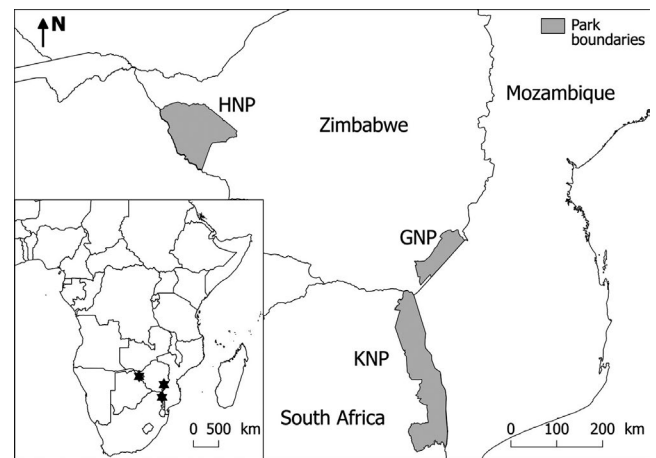 N
Park
boundaries
HNP
Mozambique
Zimbabwe
GNP
KNP
South Africa
0 500 km
0 100 200
km